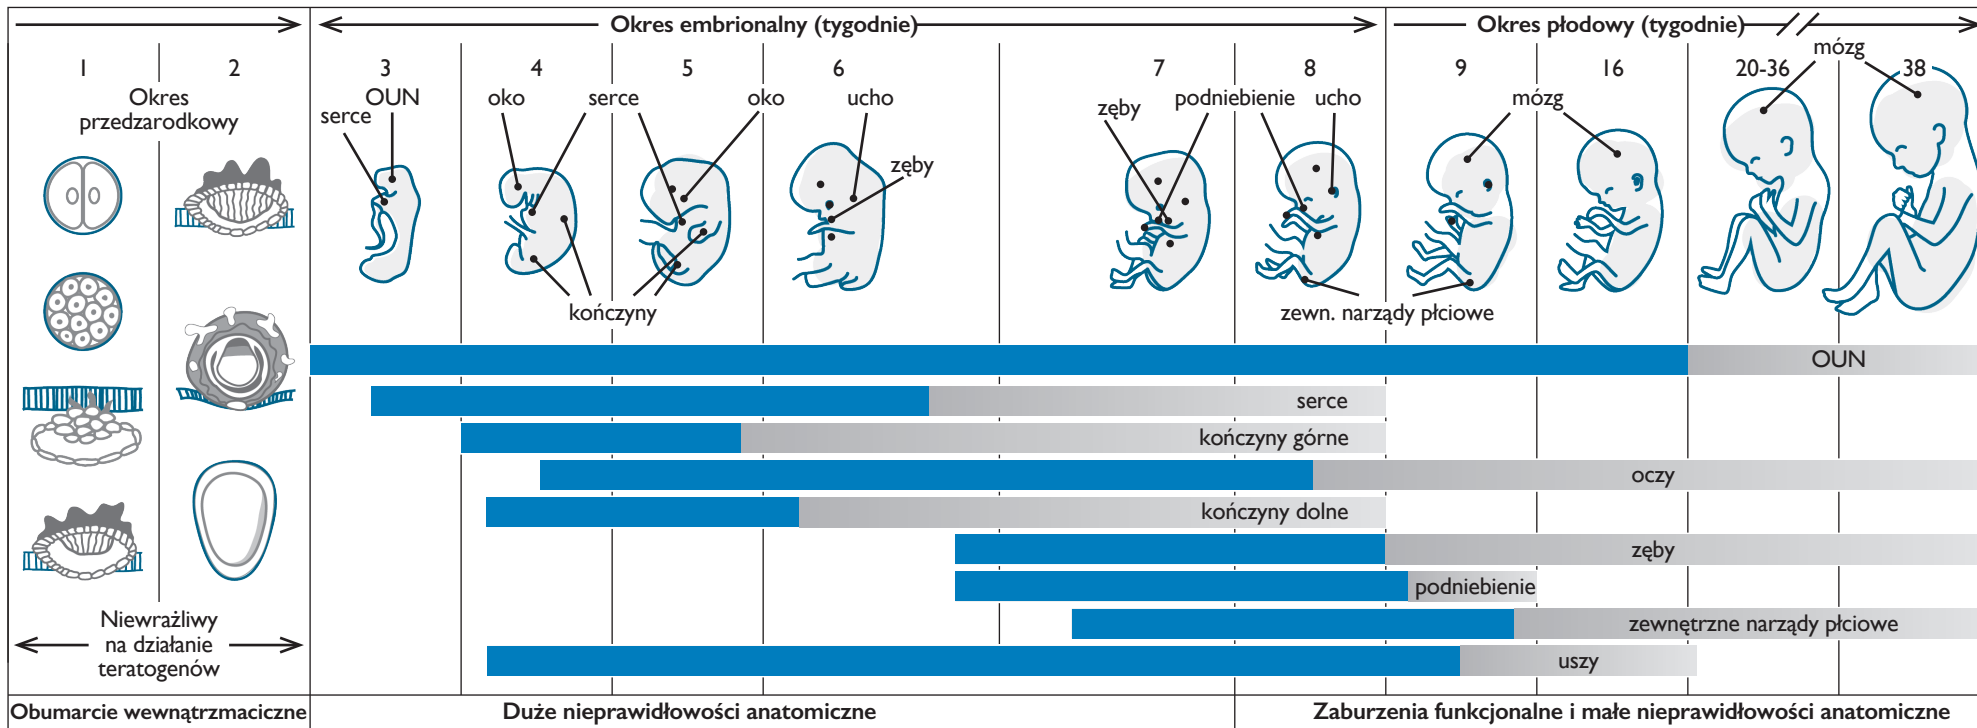 Okres embrionalny (tygodnie)
Okres płodowy (tygodnie)
1
2
3
4
5
6
7
8
9
16
20-36
38
mózg
Okres
przedzarodkowy
OUN
serce
oko
serce
oko
ucho
zęby
zęby
podniebienie
ucho
mózg
kończyny
zewn. narządy płciowe
OUN
serce
kończyny górne
oczy
kończyny dolne
zęby
podniebienie
zewnętrzne narządy płciowe
uszy
Niewrażliwy
na działanie
teratogenów
Obumarcie wewnątrzmaciczne
Duże nieprawidłowości anatomiczne
Zaburzenia funkcjonalne i małe nieprawidłowości anatomiczne